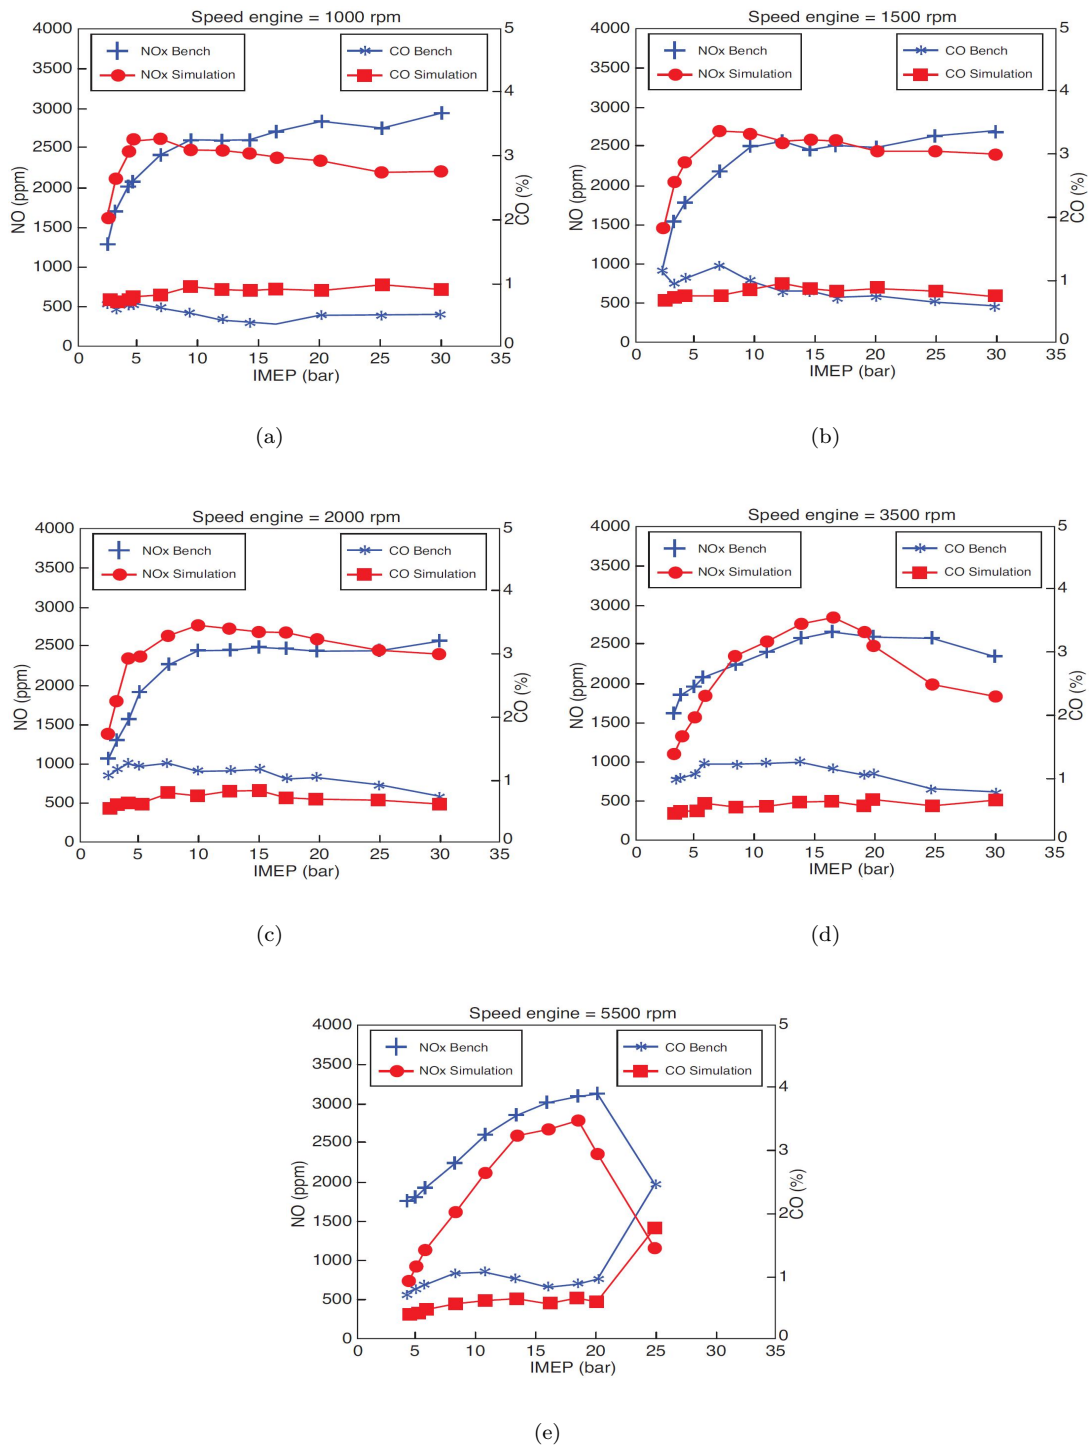 Speed engine = 1000 rpm
4000
3500
3000
2500
2000
1500
1000
500
0
NO (ppm)
NOx Bench
NOx Simulation
CO Bench
CO Simulation
5
4
3
2
1
0
CO (%)
0 5 10 15 20 25 30 35
IMEP (bar)
(a)
Speed engine = 1500 rpm
4000
3500
3000
2500
2000
1500
1000
500
0
NO (ppm)
NOx Bench
NOx Simulation
CO Bench
CO Simulation
5
4
3
2
1
0
CO (%)
0 5 10 15 20 25 30 35
IMEP (bar)
(b)
Speed engine = 2000 rpm
4000
3500
3000
2500
2000
1500
1000
500
0
NO (ppm)
NOx Bench
NOx Simulation
CO Bench
CO Simulation
5
4
3
2
1
0
CO (%)
0 5 10 15 20 25 30 35
IMEP (bar)
(c)
Speed engine = 3500 rpm
4000
3500
3000
2500
2000
1500
1000
500
0
NO (ppm)
NOx Bench
NOx Simulation
CO Bench
CO Simulation
5
4
3
2
1
0
CO (%)
0 5 10 15 20 25 30 35
IMEP (bar)
(d)
Speed engine = 5500 rpm
4000
3500
3000
2500
2000
1500
1000
500
0
NO (ppm)
NOx Bench
NOx Simulation
CO Bench
CO Simulation
5
4
3
2
1
0
CO (%)
0 5 10 15 20 25 30 35
IMEP (bar)
(e)